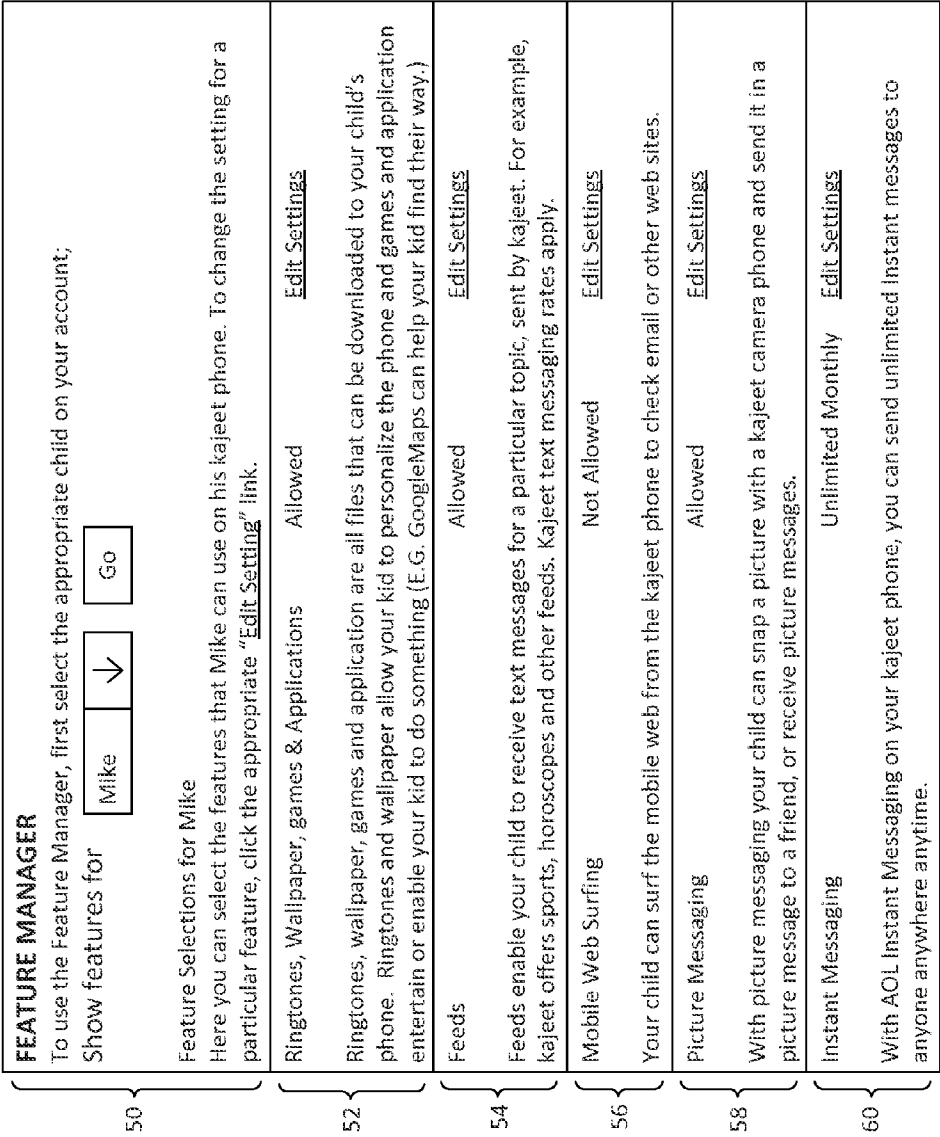 FEATURE MANAGER
To use the Feature Manager, first select the appropriate child on your account;
Show features for Mike ↓ Go
Feature Selections for Mike
Here you can select the features that Mike can use on his kajeet phone. To change the setting for a
particular feature, click the appropriate "Edit Setting" link.
50
Ringtones, Wallpaper, games & Applications Allowed Edit Settings
Ringtones, wallpaper, games and application are all files that can be downloaded to your child's
phone. Ringtones and wallpaper allow your kid to personalize the phone and games and application
entertain or enable your kid to do something (E.G. GoogleMaps can help your kid find their way.)
52
Feeds Allowed Edit Settings
Feeds enable your child to receive text messages for a particular topic, sent by kajeet. For example,
kajeet offers sports, horoscopes and other feeds. Kajeet text messaging rates apply.
54
Mobile Web Surfing Not Allowed Edit Settings
Your child can surf the mobile web from the kajeet phone to check email or other web sites.
56
Picture Messaging Allowed Edit Settings
With picture messaging your child can snap a picture with a kajeet camera phone and send it in a
picture message to a friend, or receive picture messages.
58
Instant Messaging Unlimited Monthly Edit Settings
With AOL Instant Messaging on your kajeet phone, you can send unlimited Instant messages to
anyone anywhere anytime.
60